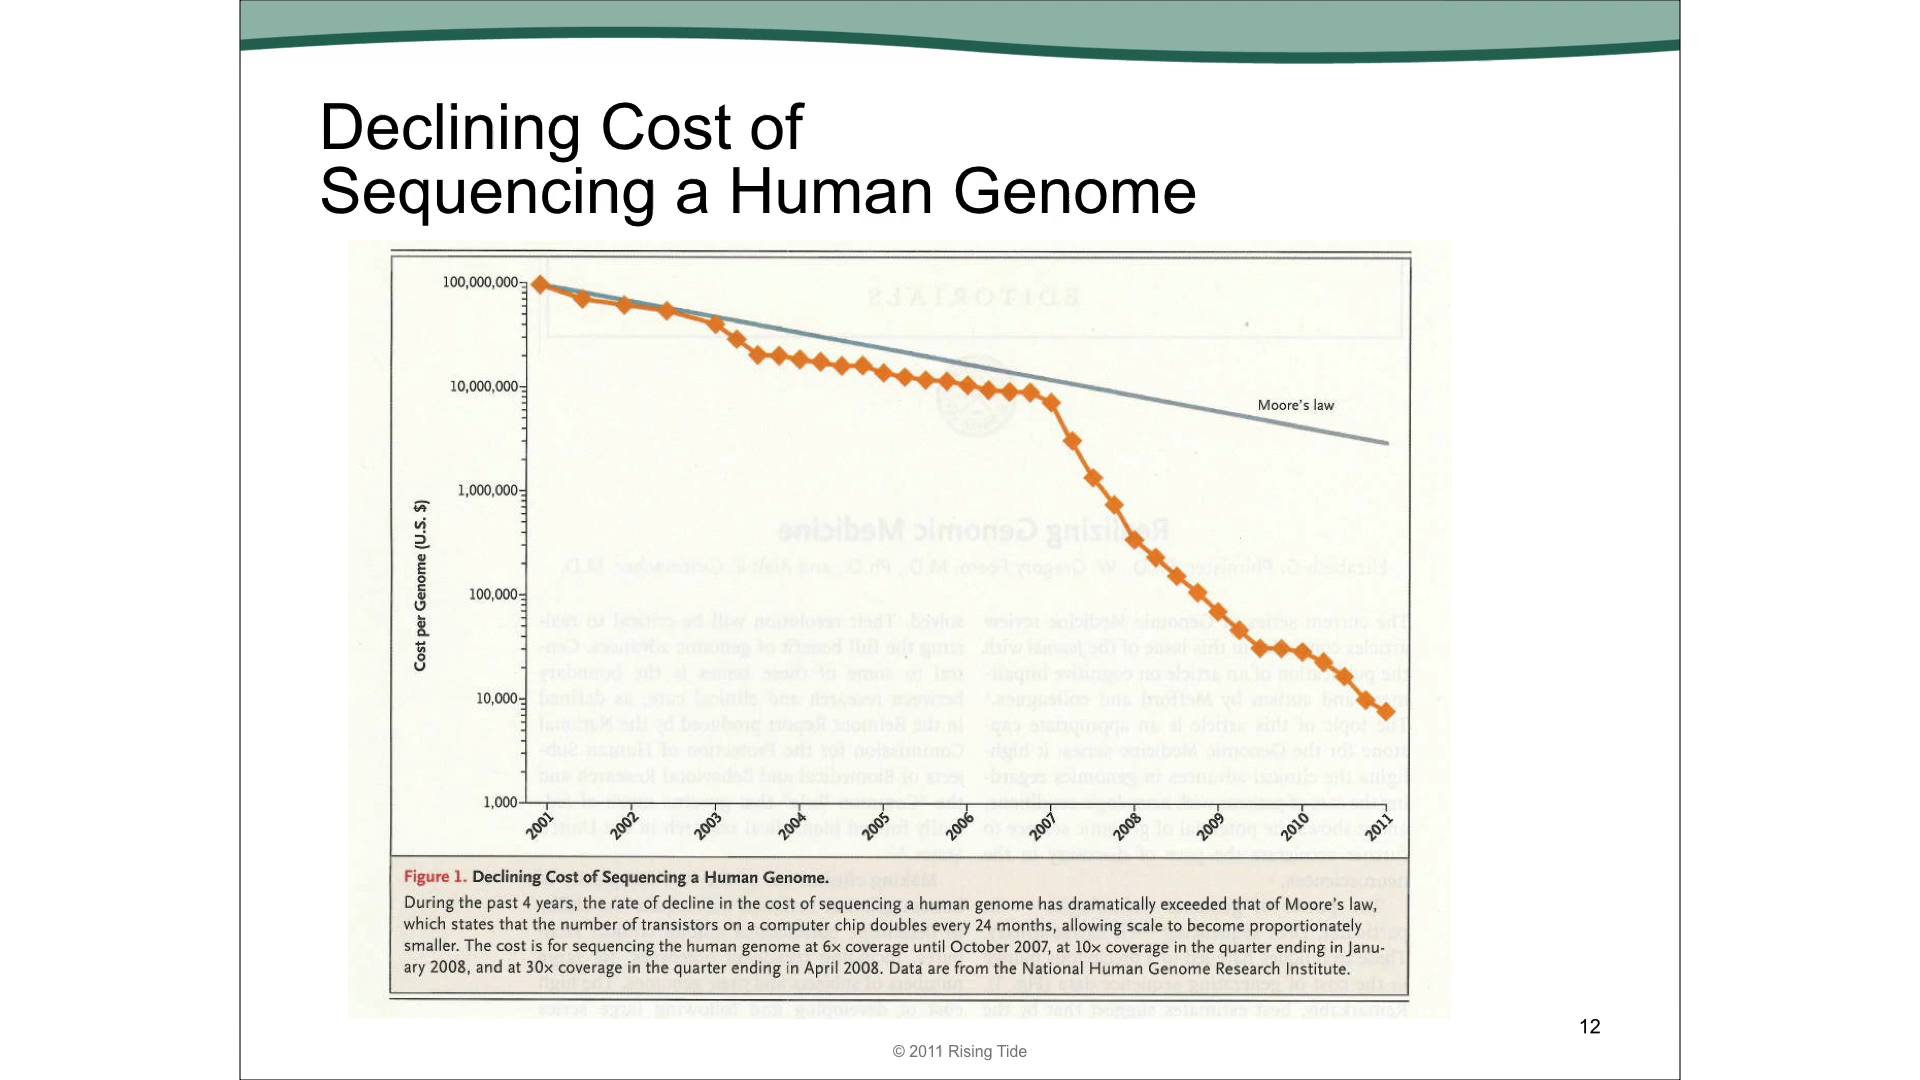 Declining Cost of
Sequencing a Human Genome
EDITORIALS
100,000,000
10,000,000
Moore's law
1,000,000
Realizing Genomic Medicine
Cost per Genome (U.S. $)
100,000
10,000
1,000
2001 2002 2003 2004 2005 2006 2007 2008 2009 2010 2011
Figure 1. Declining Cost of Sequencing a Human Genome.
During the past 4 years, the rate of decline in the cost of sequencing a human genome has dramatically exceeded that of Moore's law,
which states that the number of transistors on a computer chip doubles every 24 months, allowing scale to become proportionately
smaller. The cost is for sequencing the human genome at 6x coverage until October 2007, at 10x coverage in the quarter ending in Janu-
ary 2008, and at 30x coverage in the quarter ending in April 2008. Data are from the National Human Genome Research Institute.
12
© 2011 Rising Tide